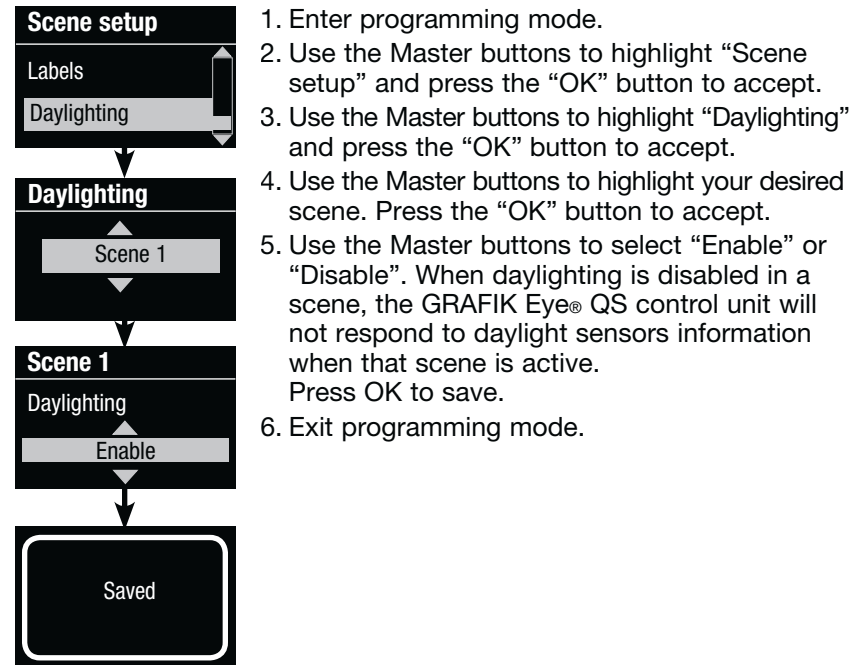 Scene setup
Labels
Daylighting
Daylighting
Scene 1
Scene 1
Daylighting
Enable
Saved
1. Enter programming mode.
2. Use the Master buttons to highlight “Scene
setup” and press the “OK” button to accept.
3. Use the Master buttons to highlight “Daylighting”
and press the “OK” button to accept.
4. Use the Master buttons to highlight your desired
scene. Press the “OK” button to accept.
5. Use the Master buttons to select “Enable” or
“Disable”. When daylighting is disabled in a
scene, the GRAFIK Eye® QS control unit will
not respond to daylight sensors information
when that scene is active.
Press OK to save.
6. Exit programming mode.